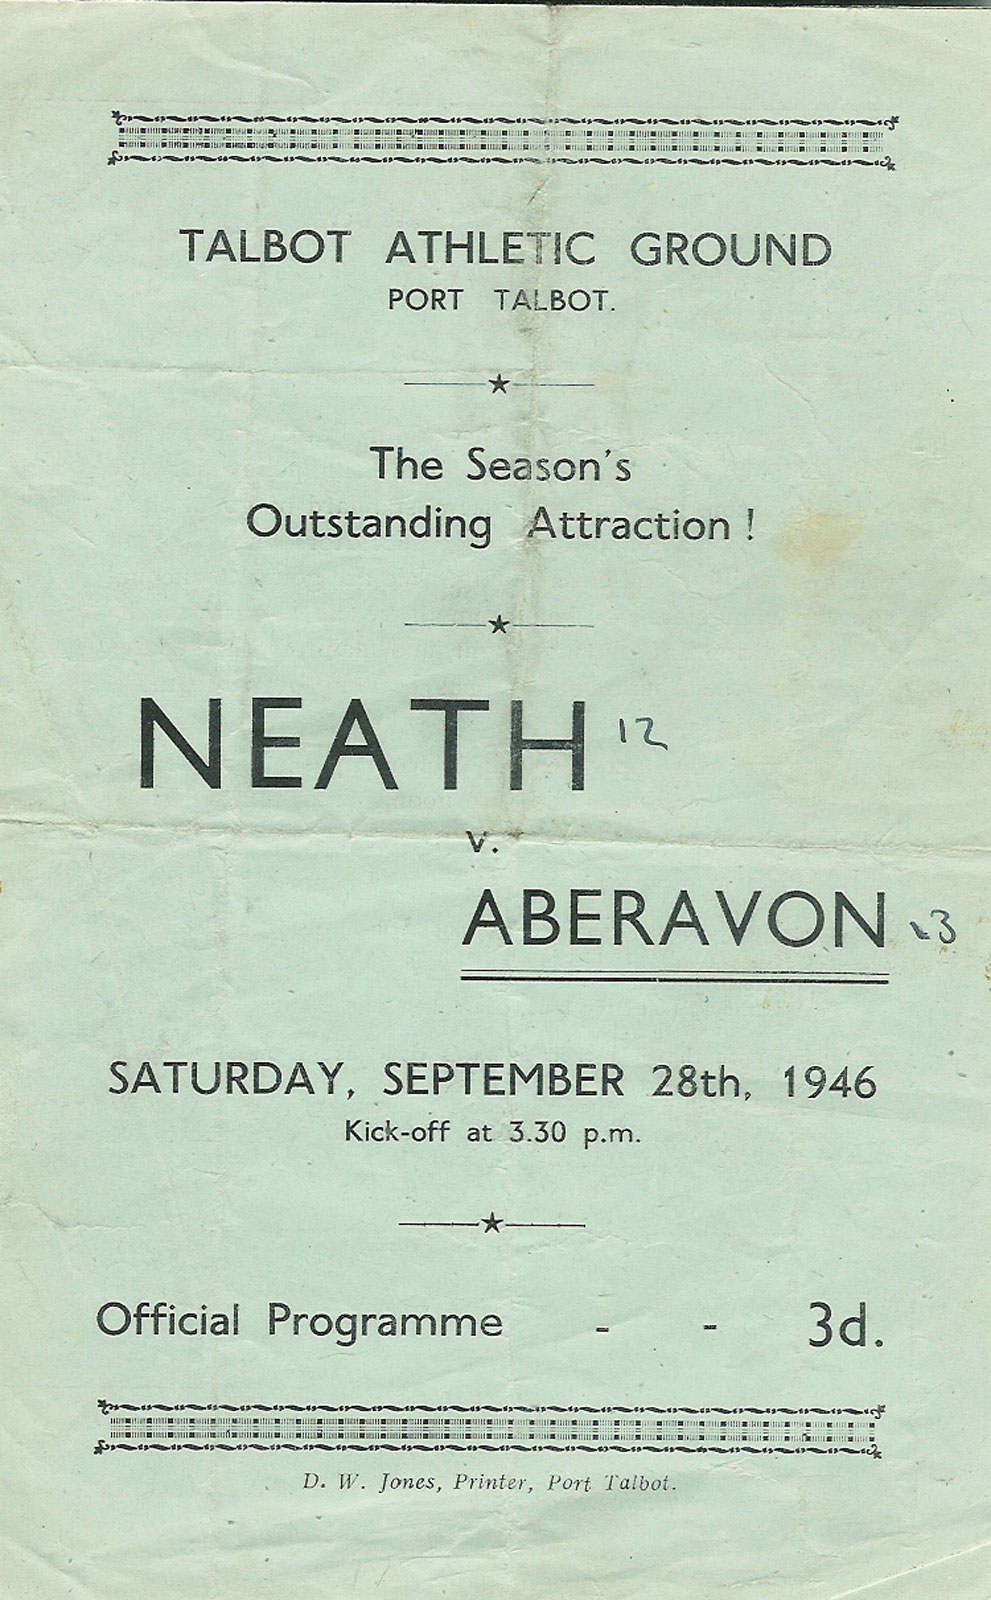 TALBOT ATHLETIC GROUND
PORT TALBOT.
The Season's
Outstanding Attraction !
NEATH 12
v.
ABERAVON 3
SATURDAY, SEPTEMBER 28th, 1946
Kick-off at 3.30 p.m.
Official Programme - - 3d.
D. W. Jones, Printer, Port Talbot.